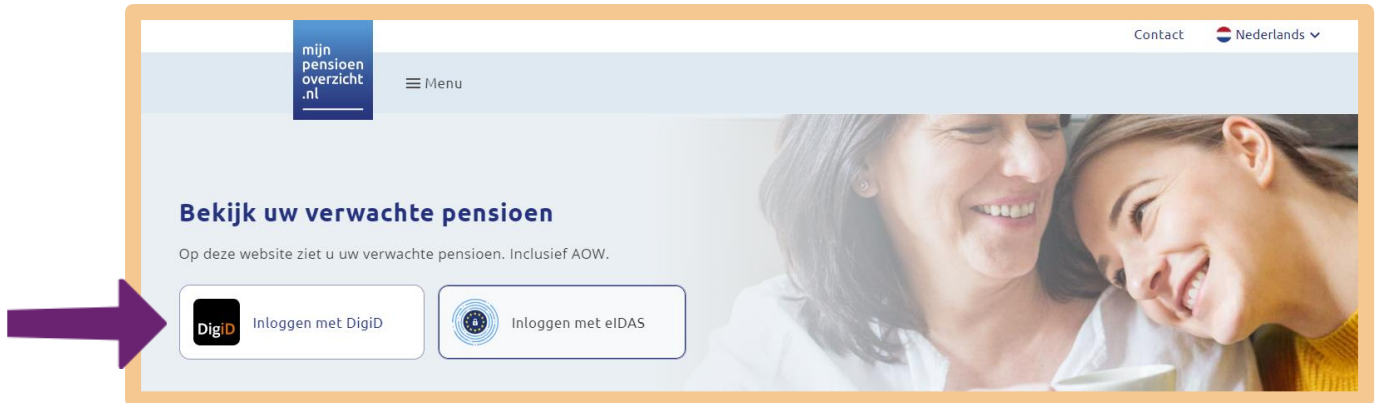 Contact Nederlands
mijn
pensioen
overzicht
.nl
Menu
Bekijk uw verwachte pensioen
Op deze website ziet u uw verwachte pensioen. Inclusief AOW.
DigiD Inloggen met DigiD Inloggen met eIDAS